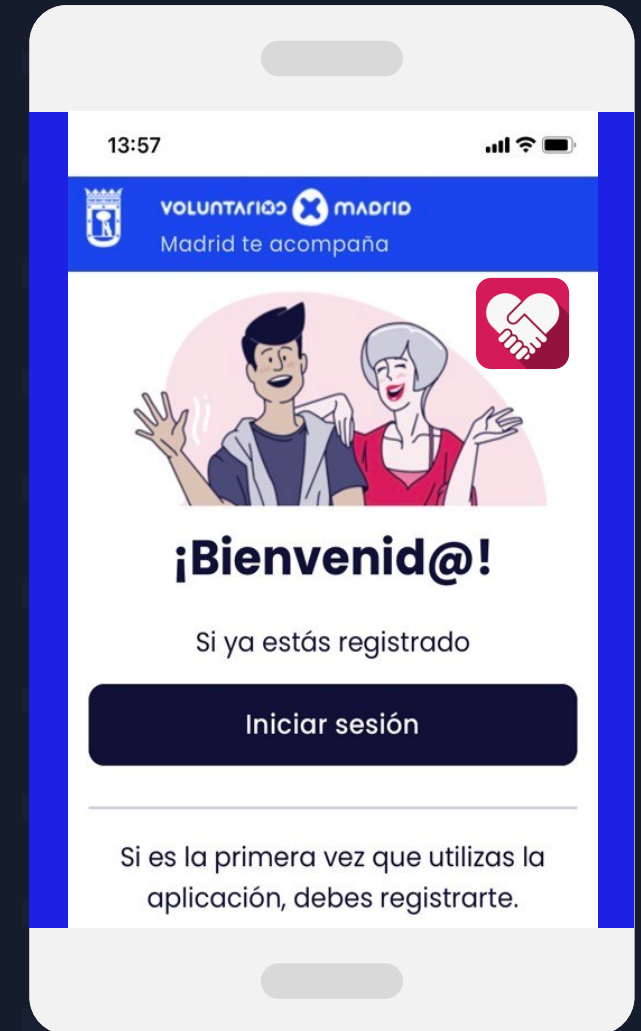 13:57
VOLUNTARIOS X MADRID
Madrid te acompaña
¡Bienvenid@!
Si ya estás registrado
Iniciar sesión
Si es la primera vez que utilizas la
aplicación, debes registrarte.